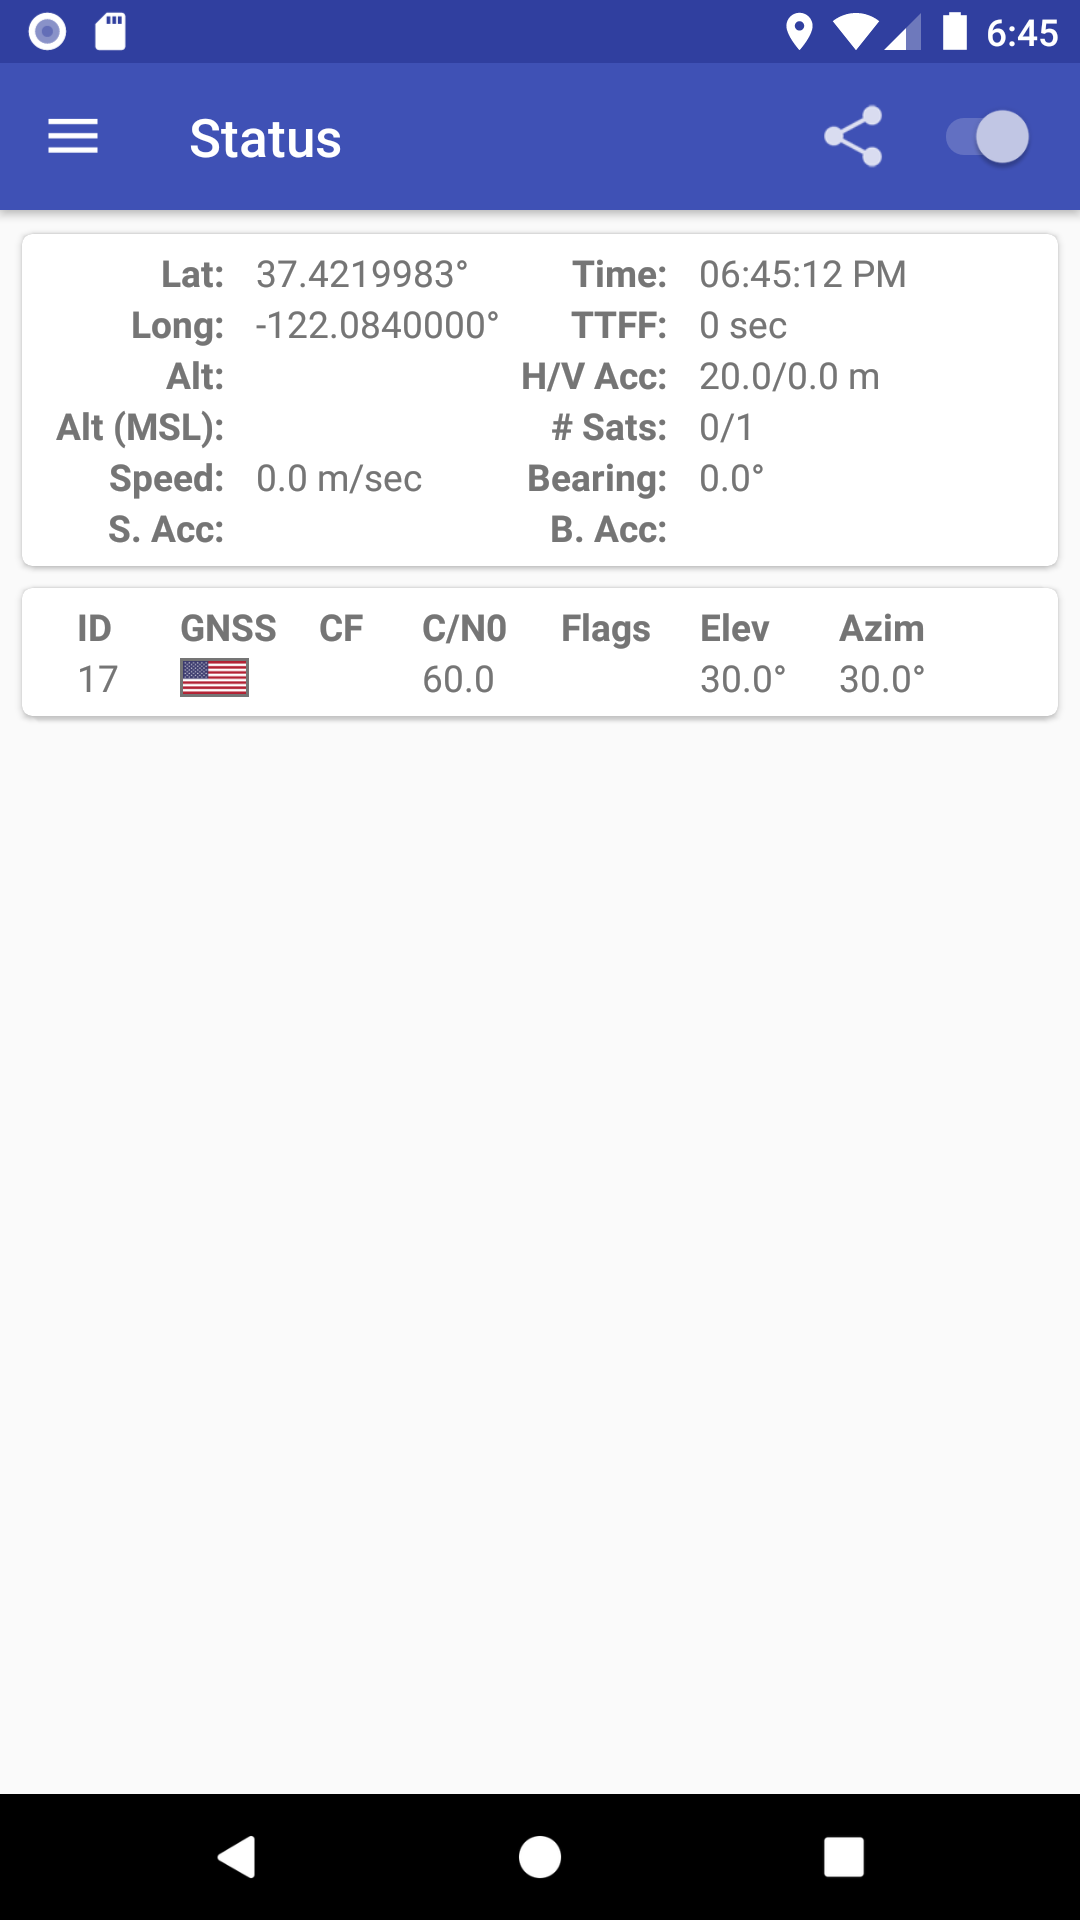 6:45
Status
Lat: 37.4219983° Time: 06:45:12 PM
Long: -122.0840000° TTFF: 0 sec
Alt: H/V Acc: 20.0/0.0 m
Alt (MSL): # Sats: 0/1
Speed: 0.0 m/sec Bearing: 0.0°
S. Acc: B. Acc:
ID GNSS CF C/N0 Flags Elev Azim
17 60.0 30.0° 30.0°